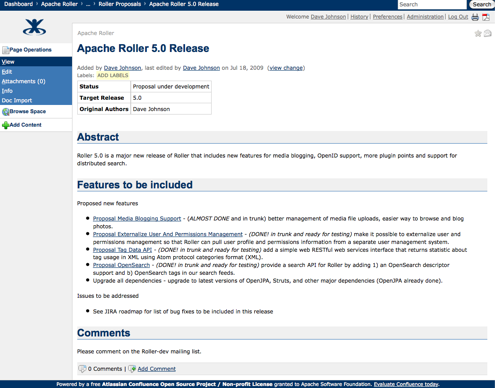 Dashboard > Apache Roller > ... > Roller Proposals > Apache Roller 5.0 Release
Search
Search
Welcome Dave Johnson | History | Preferences | Administration | Log Out
Apache Roller
Apache Roller 5.0 Release
Page Operations
View
Edit
Attachments (0)
Info
Doc Import
Browse Space
Add Content
Added by Dave Johnson, last edited by Dave Johnson on Jul 18, 2009 (view change)
Labels: ADD LABELS
Status Proposal under development
Target Release 5.0
Original Authors Dave Johnson
Abstract
Roller 5.0 is a major new release of Roller that includes new features for media blogging, OpenID support, more plugin points and support for
distributed search.
Features to be included
Proposed new features
• Proposal Media Blogging Support - (ALMOST DONE and in trunk) better management of media file uploads, easier way to browse and blog
photos.
• Proposal Externalize User And Permissions Management - (DONE! in trunk and ready for testing) make it possible to externalize user and
permissions management so that Roller can pull user profile and permissions information from a separate user management system.
• Proposal Tag Data API - (DONE! in trunk and ready for testing) add a simple web RESTful web services interface that returns statistic about
tag usage in XML using Atom protocol categories format (XML).
• Proposal OpenSearch - (DONE! in trunk and ready for testing) provide a search API for Roller by adding 1) an OpenSearch descriptor
support and b) OpenSearch tags in our search feeds.
• Upgrade all dependencies - upgrade to latest versions of OpenJPA, Struts, and other major dependencies (OpenJPA already done).
Issues to be addressed
• See JIRA roadmap for list of bug fixes to be included in this release
Comments
Please comment on the Roller-dev mailing list.
0 Comments | Add Comment
Powered by a free Atlassian Confluence Open Source Project / Non-profit License granted to Apache Software Foundation. Evaluate Confluence today.